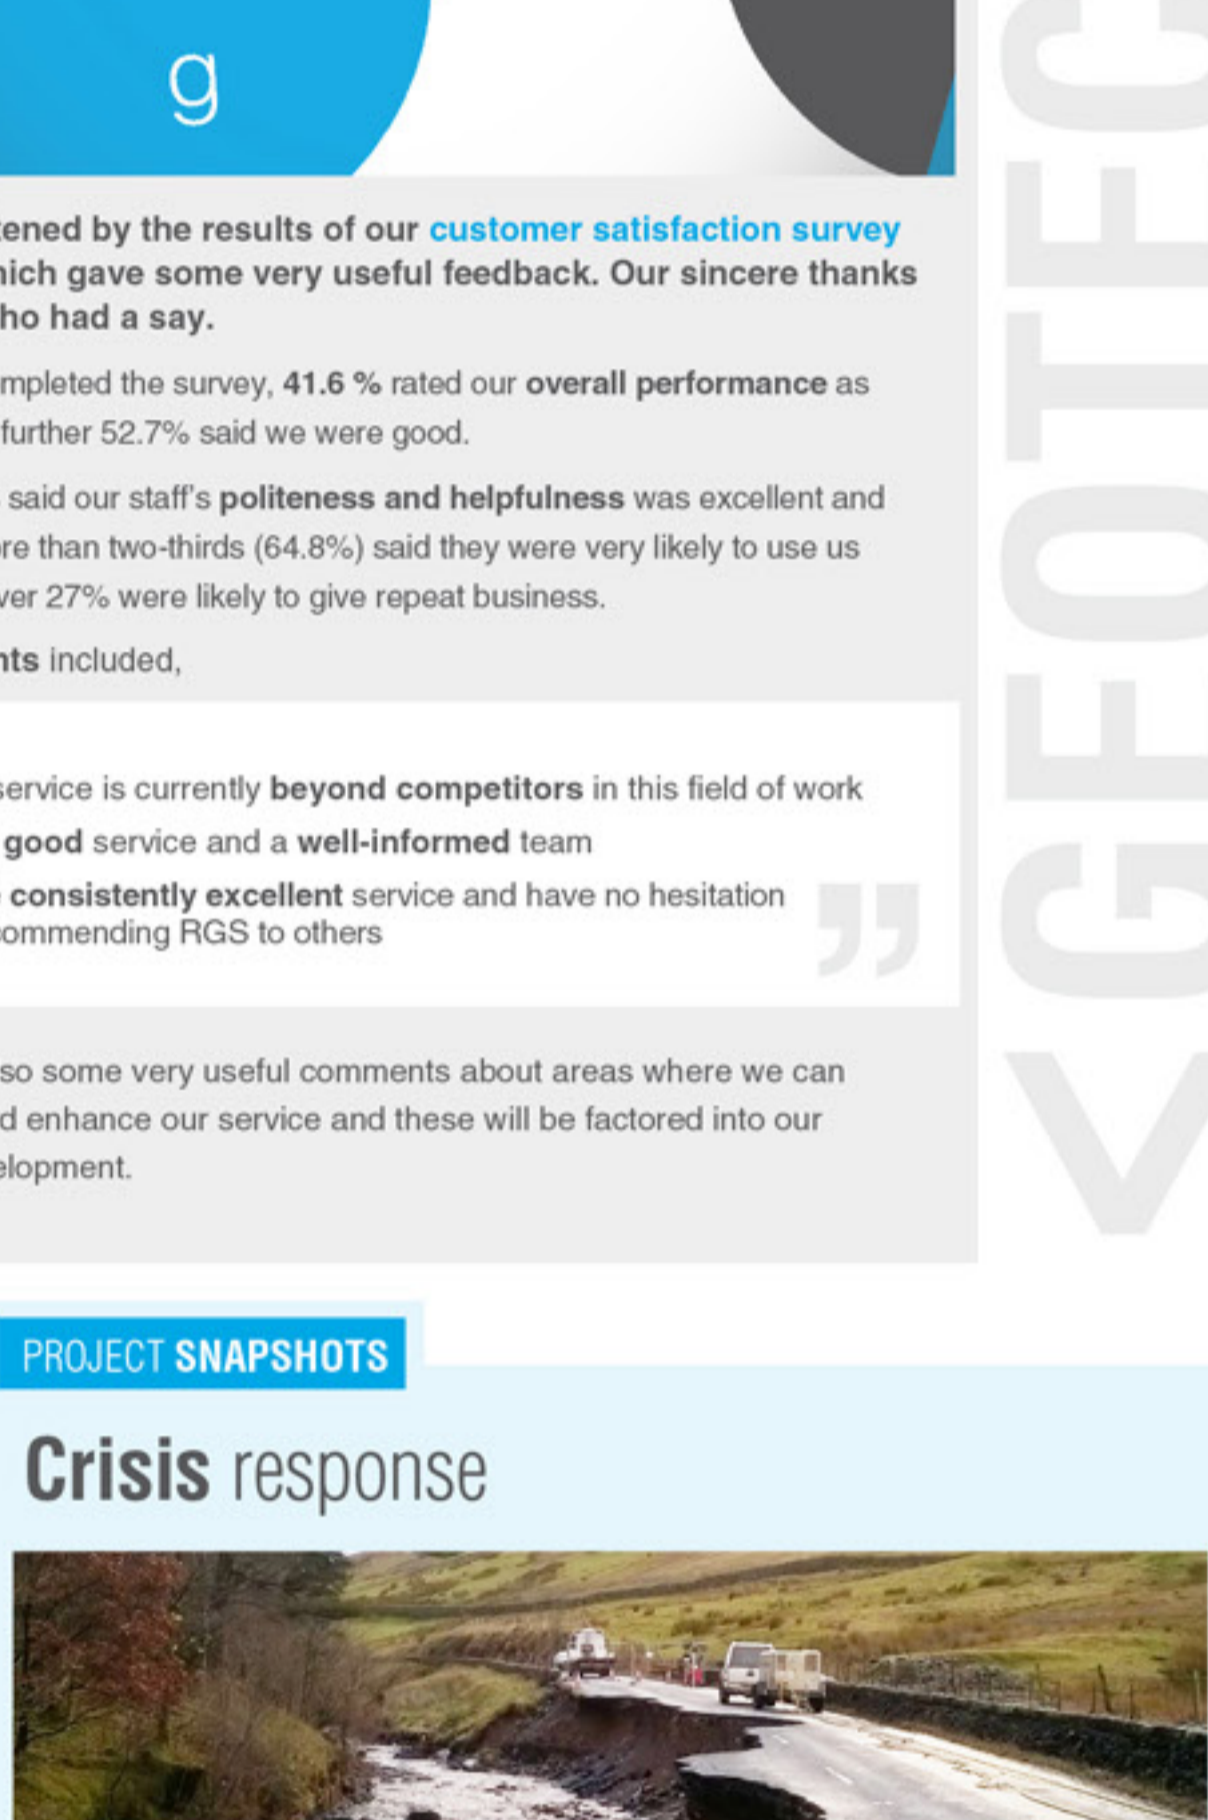 g
tened by the results of our customer satisfaction survey
hich gave some very useful feedback. Our sincere thanks
ho had a say.
mpleted the survey, 41.6 % rated our overall performance as
further 52.7% said we were good.
said our staff's politeness and helpfulness was excellent and
re than two-thirds (64.8%) said they were very likely to use us
ver 27% were likely to give repeat business.
nts included,
service is currently beyond competitors in this field of work
good service and a well-informed team
consistently excellent service and have no hesitation
commending RGS to others
”
so some very useful comments about areas where we can
d enhance our service and these will be factored into our
elopment.
<GEOTEC
PROJECT SNAPSHOTS
Crisis response